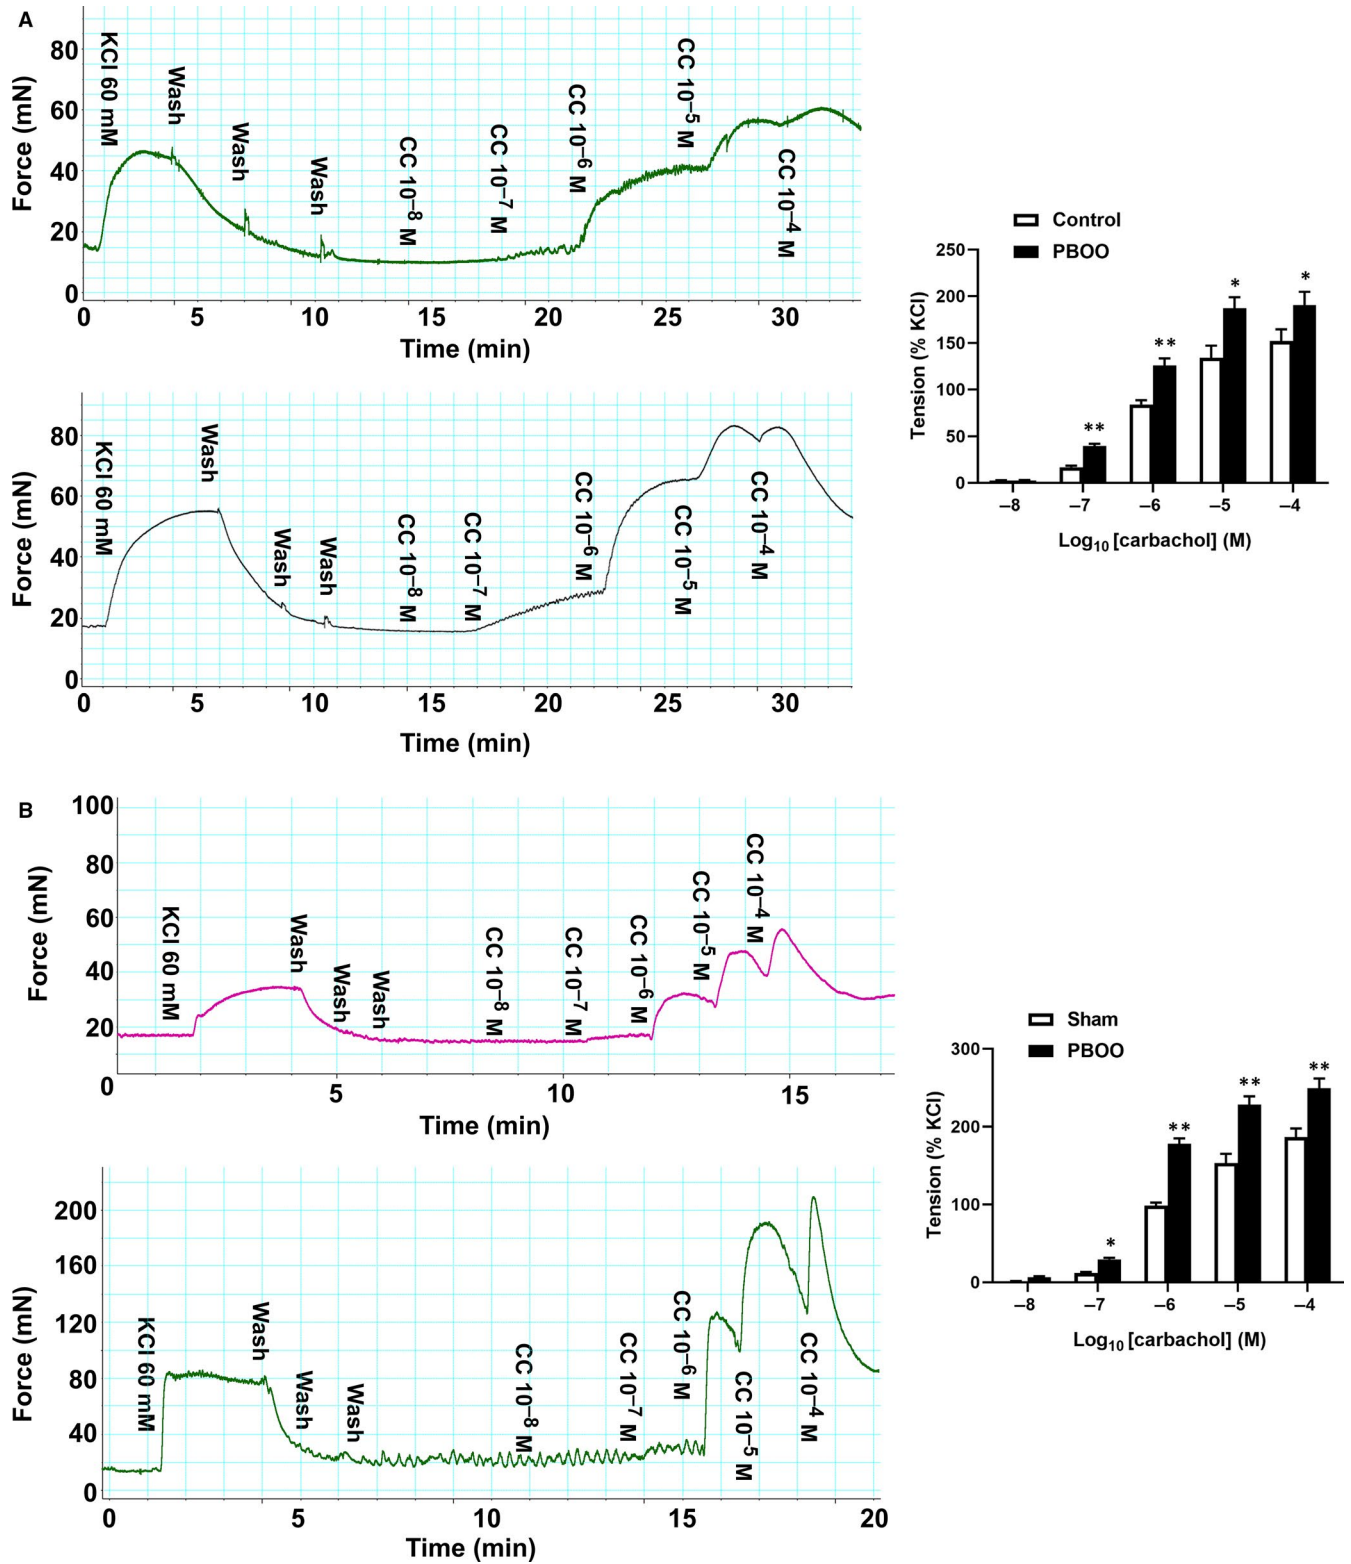 A
Force (mN)
80
60
40
20
0
KCl 60 mM
Wash
Wash
Wash
CC 10⁻⁸ M
CC 10⁻⁷ M
CC 10⁻⁶ M
CC 10⁻⁵ M
CC 10⁻⁴ M
0 5 10 15 20 25 30
Time (min)
Control
PBOO
Tension (% KCl)
250
200
150
100
50
0
** ** * *
–8 –7 –6 –5 –4
Log₁₀ [carbachol] (M)
Force (mN)
80
60
40
20
0
KCl 60 mM
Wash
Wash
Wash
CC 10⁻⁸ M
CC 10⁻⁷ M
CC 10⁻⁶ M
CC 10⁻⁵ M
CC 10⁻⁴ M
0 5 10 15 20 25 30
Time (min)
B
Force (mN)
100
80
60
40
20
0
KCl 60 mM
Wash
Wash
Wash
CC 10⁻⁸ M
CC 10⁻⁷ M
CC 10⁻⁶ M
CC 10⁻⁵ M
CC 10⁻⁴ M
5 10 15
Time (min)
Sham
PBOO
Tension (% KCl)
300
200
100
0
* ** ** **
–8 –7 –6 –5 –4
Log₁₀ [carbachol] (M)
Force (mN)
200
160
120
80
40
0
KCl 60 mM
Wash
Wash
Wash
CC 10⁻⁸ M
CC 10⁻⁷ M
CC 10⁻⁶ M
CC 10⁻⁵ M
CC 10⁻⁴ M
0 5 10 15 20
Time (min)